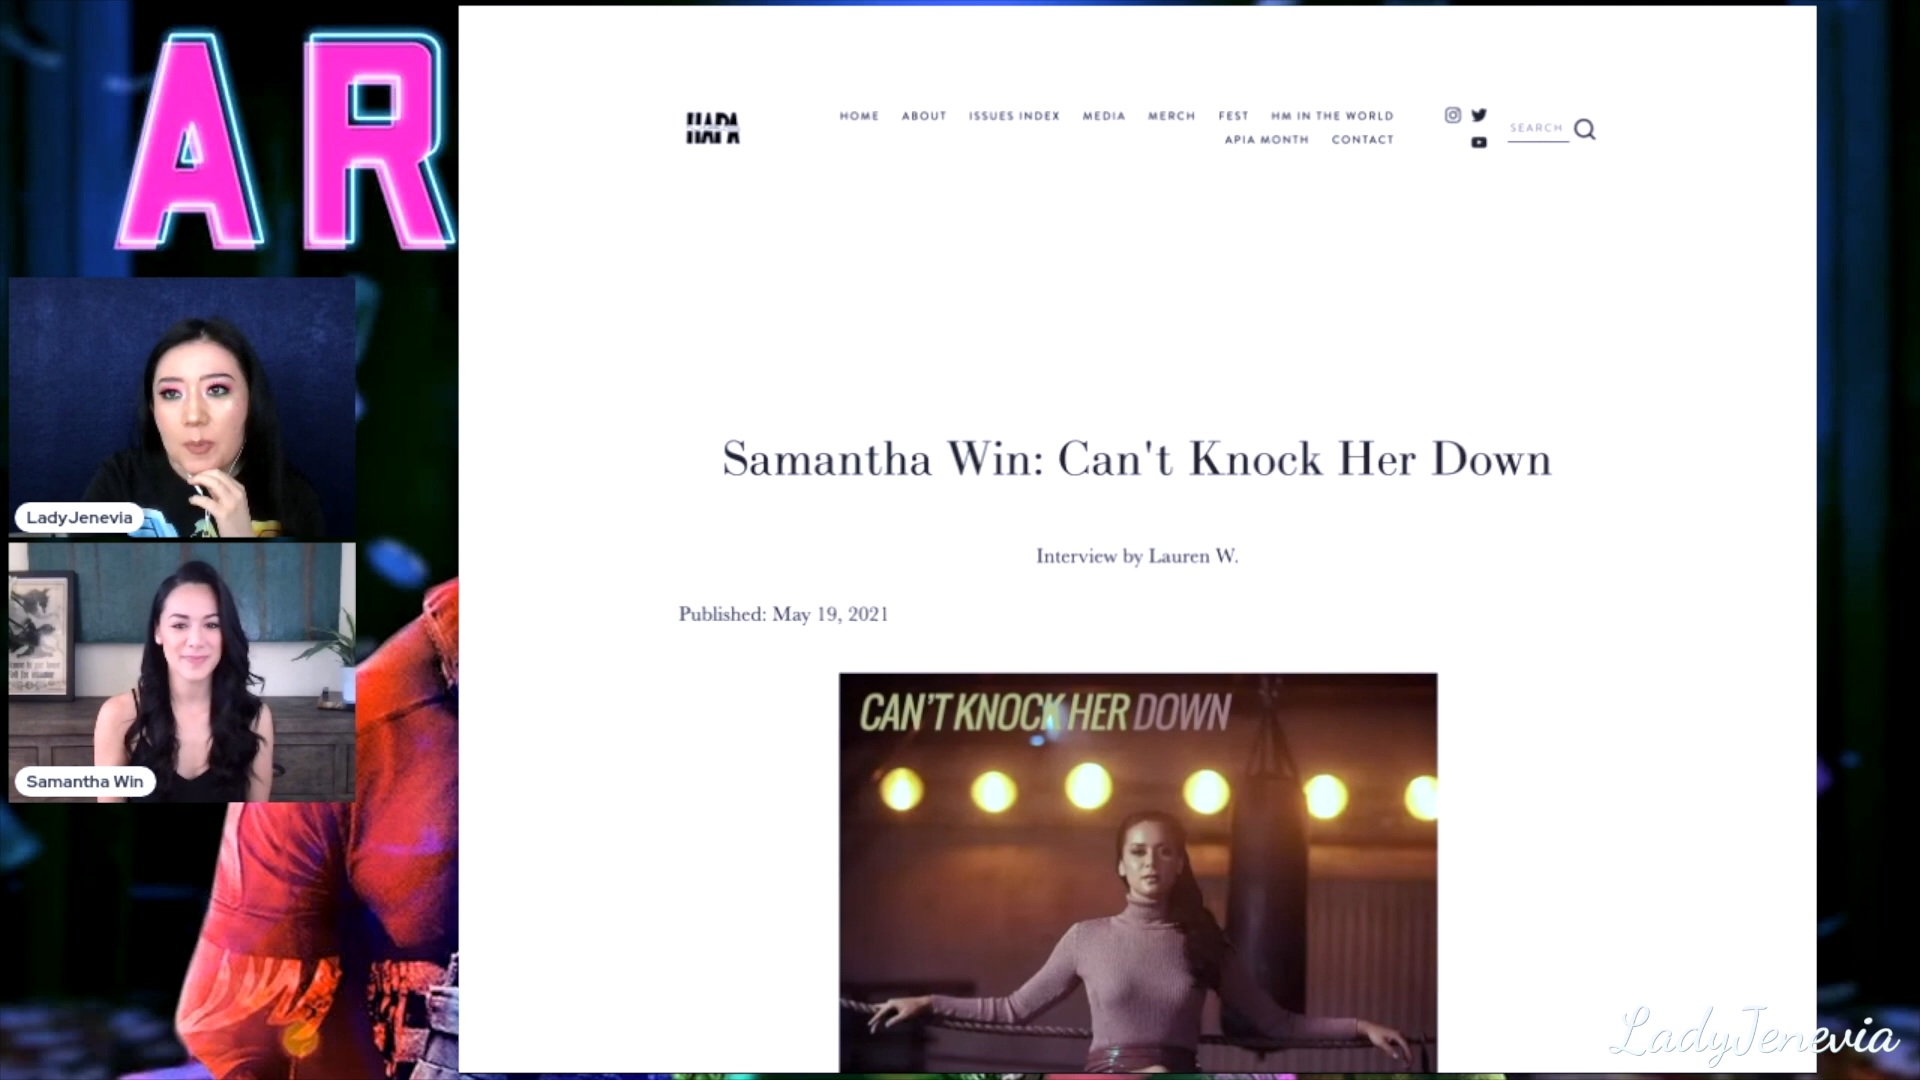 AR
HAPA
HOME ABOUT ISSUES INDEX MEDIA MERCH FEST HM IN THE WORLD
APIA MONTH CONTACT
SEARCH
Samantha Win: Can't Knock Her Down
Interview by Lauren W.
Published: May 19, 2021
CAN'T KNOCK HER DOWN
LadyJenevia
Samantha Win
LadyJenevia